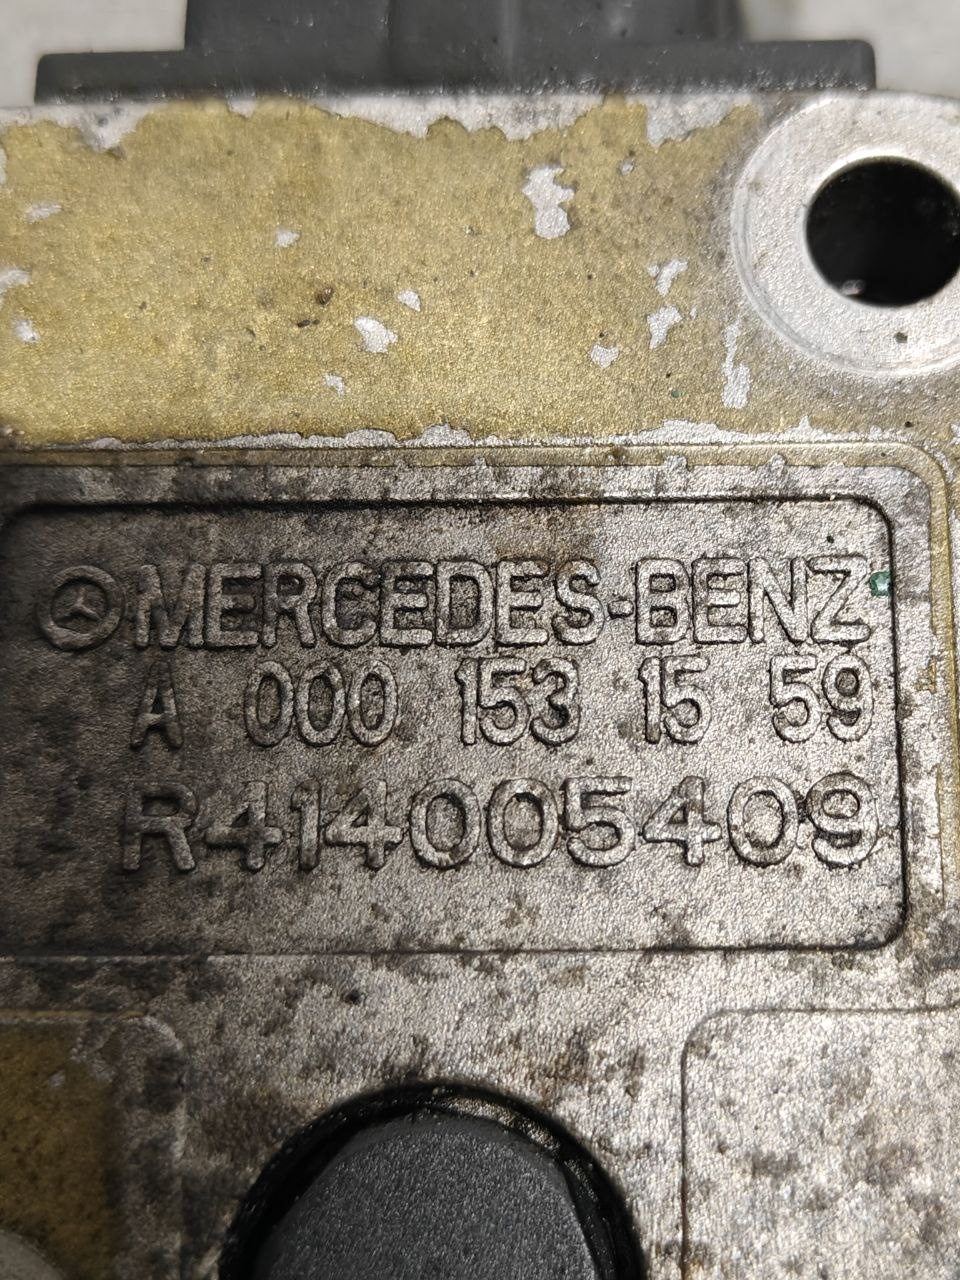 MERCEDES-BENZ
A 000 153 15 59
R414005409